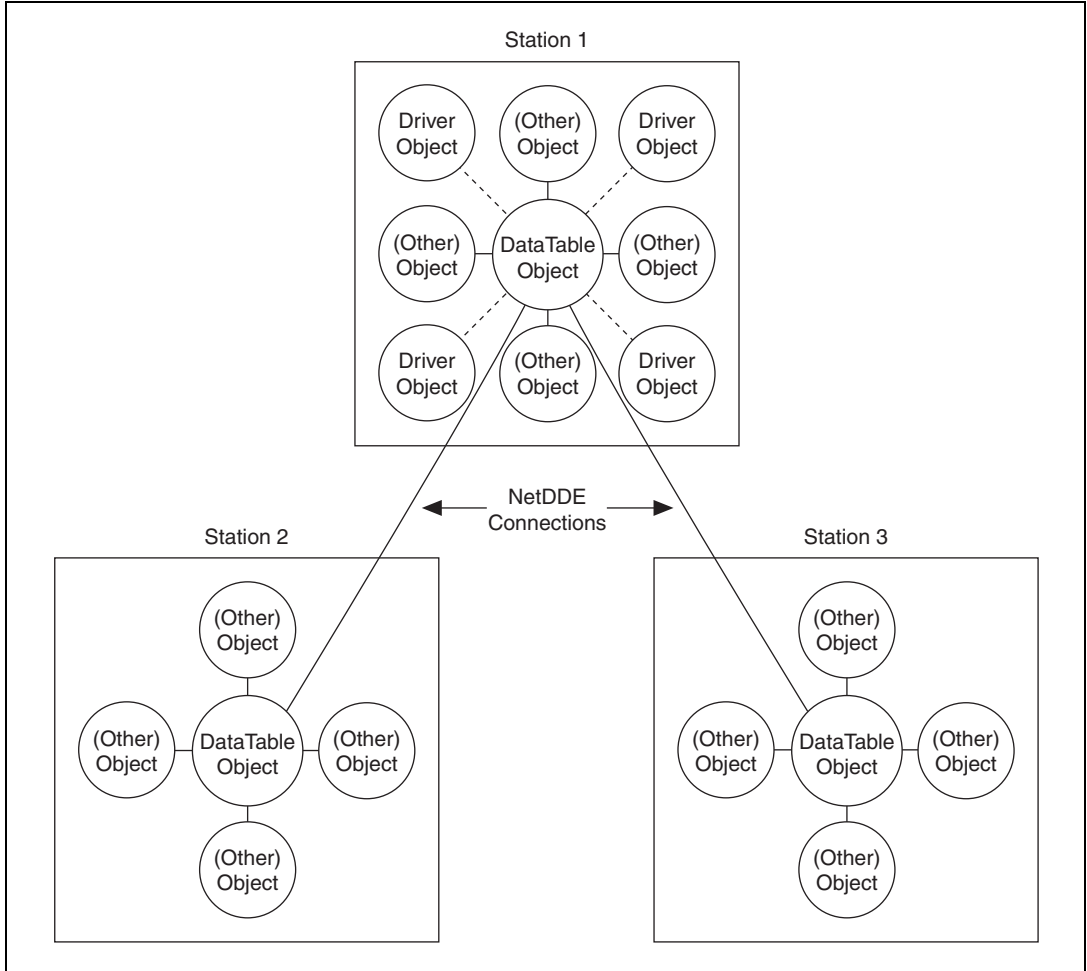 Station 1
Driver
Object
(Other)
Object
Driver
Object
(Other)
Object
DataTable
Object
(Other)
Object
Driver
Object
(Other)
Object
Driver
Object
NetDDE
Connections
Station 2
(Other)
Object
(Other)
Object
DataTable
Object
(Other)
Object
(Other)
Object
Station 3
(Other)
Object
(Other)
Object
DataTable
Object
(Other)
Object
(Other)
Object